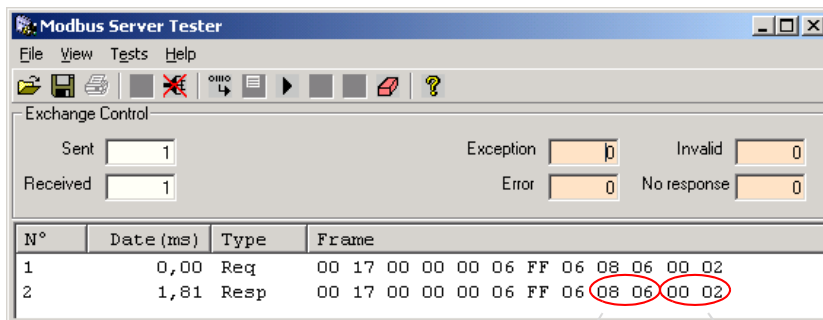 Modbus Server Tester
File View Tests Help
Exchange Control
Sent 1 Exception 0 Invalid 0
Received 1 Error 0 No response 0
N° Date(ms) Type Frame
1 0,00 Req 00 17 00 00 00 06 FF 06 08 06 00 02
2 1,81 Resp 00 17 00 00 00 06 FF 06 08 06 00 02